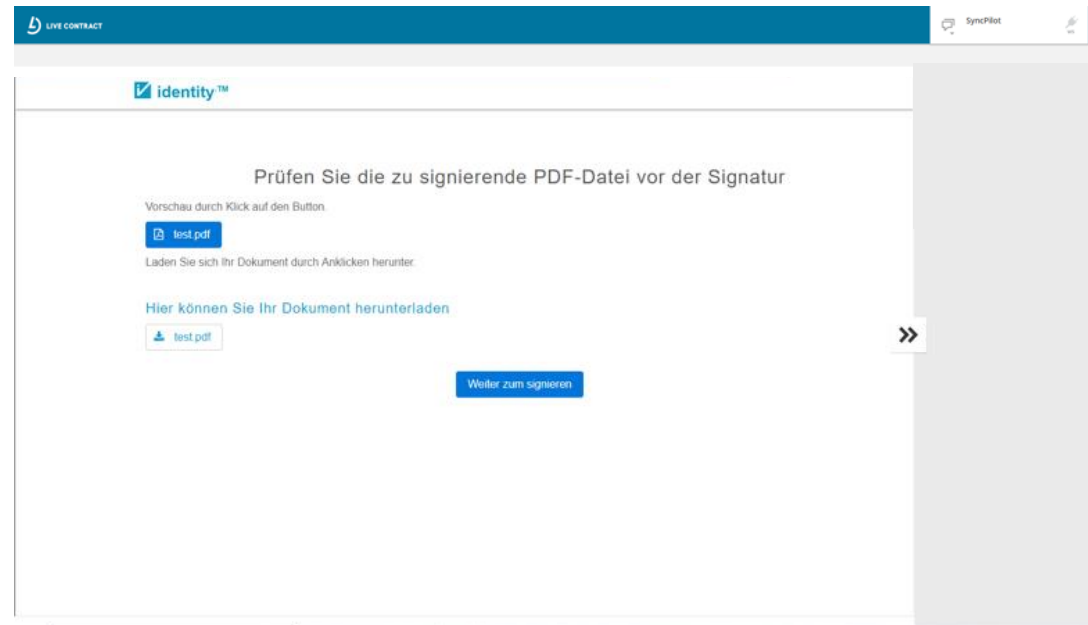 LIVE CONTRACT
SyncPilot
identity™
Prüfen Sie die zu signierende PDF-Datei vor der Signatur
Vorschau durch Klick auf den Button.
test.pdf
Laden Sie sich Ihr Dokument durch Anklicken herunter.
Hier können Sie Ihr Dokument herunterladen
test.pdf
Weiter zum signieren